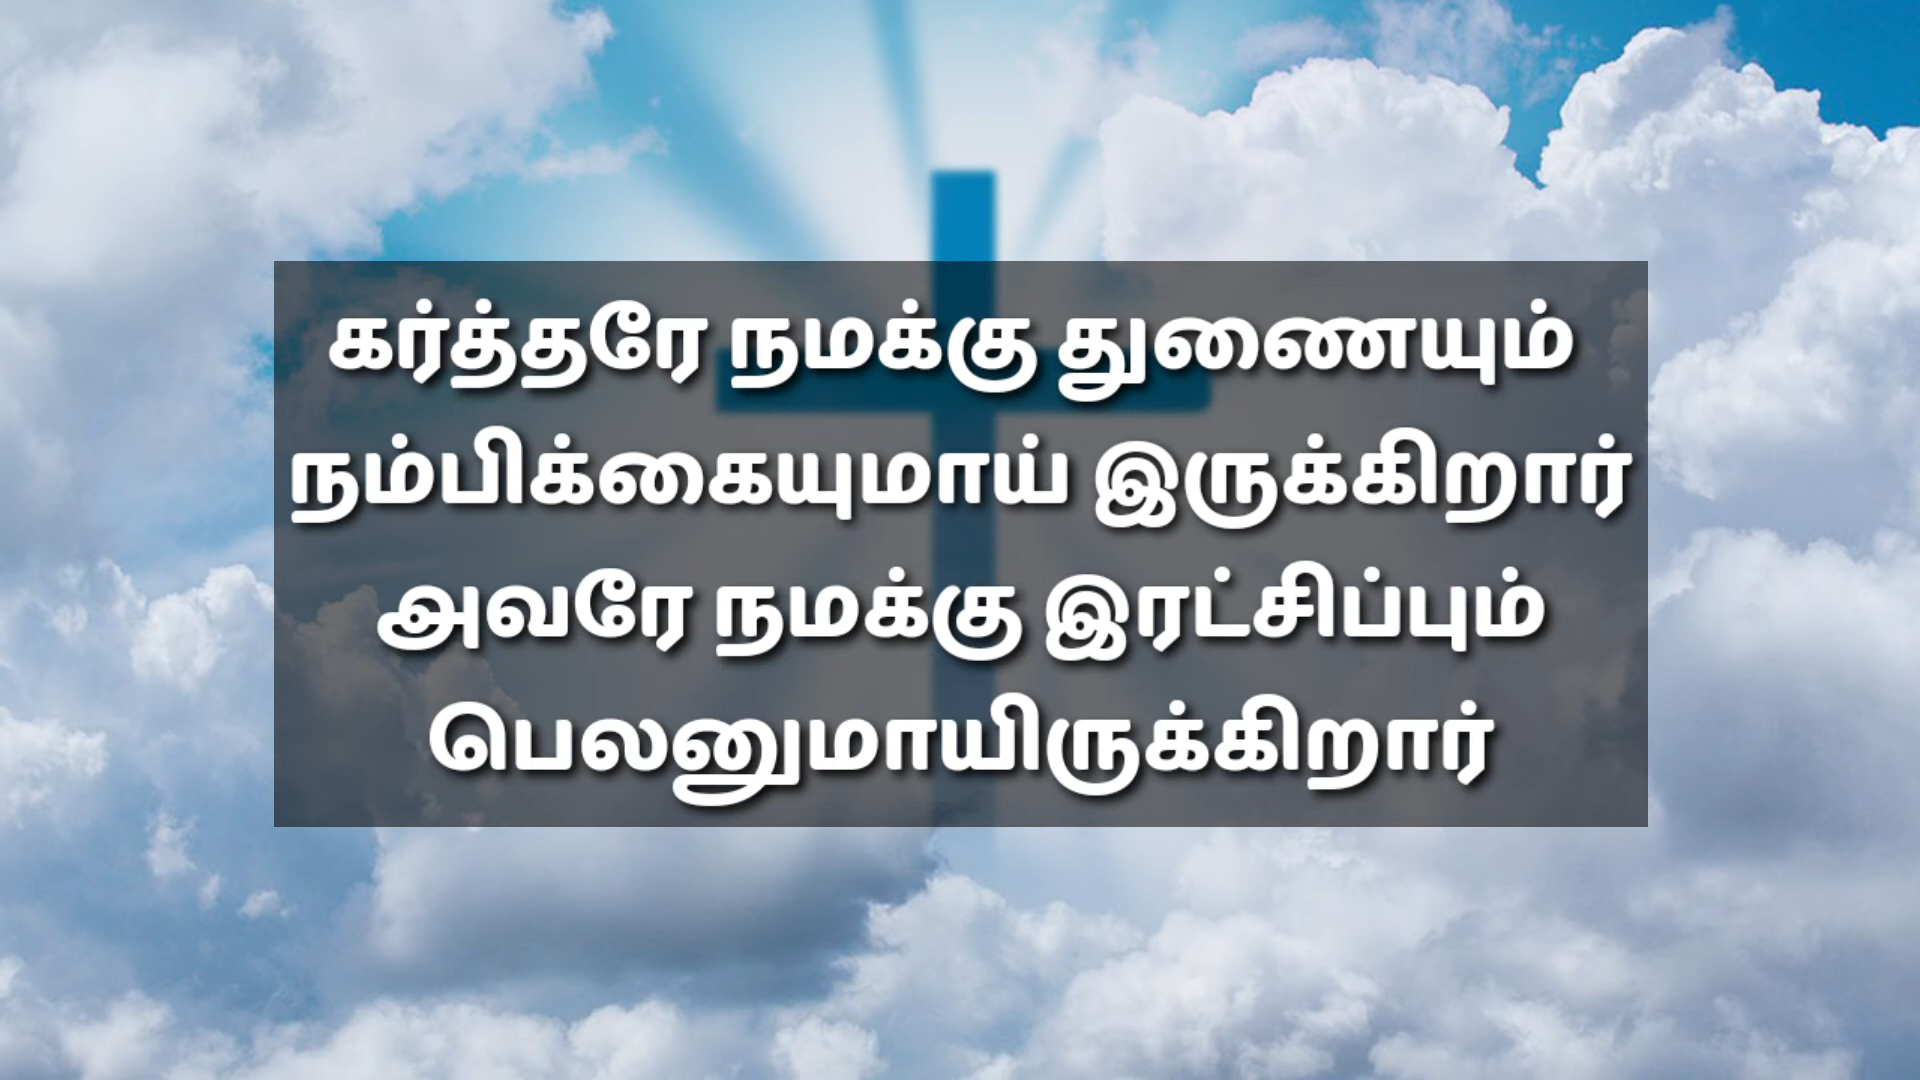 கர்த்தரே நமக்கு துணையும்
நம்பிக்கையுமாய் இருக்கிறார்
அவரே நமக்கு இரட்சிப்பும்
பெலனுமாயிருக்கிறார்